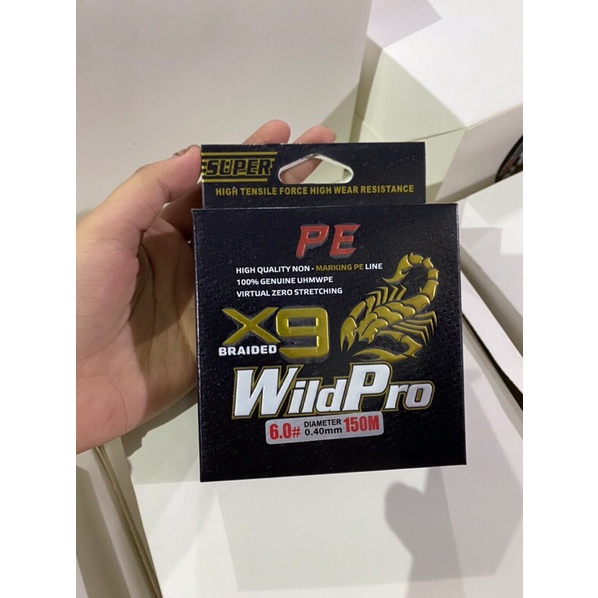 SUPER
HIGH TENSILE FORCE HIGH WEAR RESISTANCE
PE
HIGH QUALITY NON - MARKING PE LINE
100% GENUINE UHMWPE
VIRTUAL ZERO STRETCHING
X9
BRAIDED
WildPro
6.0# DIAMETER 0.40mm 150M